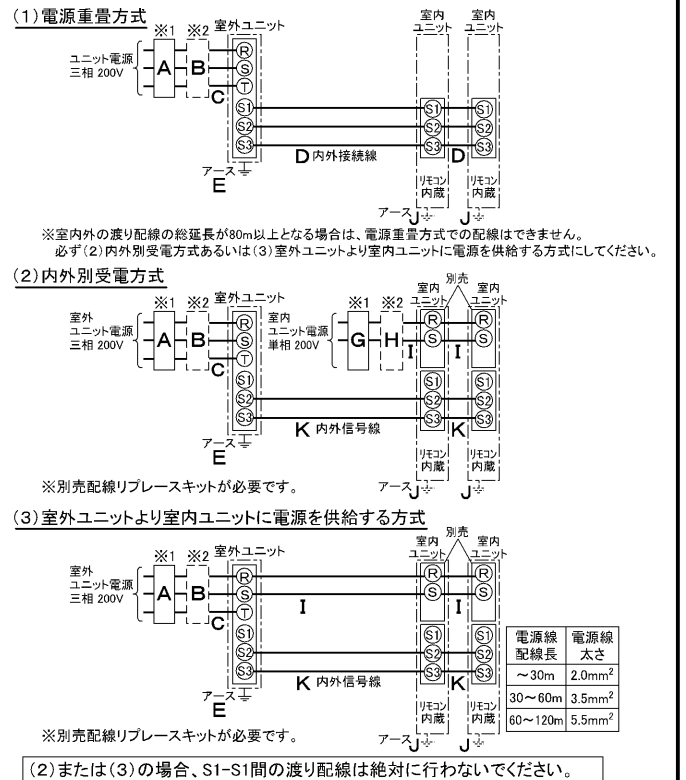 (1)電源重畳方式
※1 ※2 室外ユニット
室内ユニット 室内ユニット
ユニット電源
三相 200V
A B C
R
S
T
S1
S2
S3
S1 S1
S2 S2
S3 S3
D 内外接続線 D
アース
E
リモコン内蔵 リモコン内蔵
アース J J
※室内外の渡り配線の総延長が80m以上となる場合は、電源重畳方式での配線はできません。
必ず(2)内外別受電方式あるいは(3)室外ユニットより室内ユニットに電源を供給する方式にしてください。
(2)内外別受電方式
※1 ※2 室外ユニット
※1 ※2
室内ユニット 別売 室内ユニット
室外
ユニット電源
三相 200V
A B C
R
S
T
S1
S2
S3
室内
ユニット電源
単相 200V
G H I I
R R
S S
S1 S1
S2 S2
S3 S3
K 内外信号線 K
アース
E
リモコン内蔵 リモコン内蔵
※別売配線リプレースキットが必要です。
アース J J
(3)室外ユニットより室内ユニットに電源を供給する方式
※1 ※2 室外ユニット
室内ユニット 別売 室内ユニット
室外
ユニット電源
三相 200V
A B C
R
S
T
S1
S2
S3
I I
R R
S S
S1 S1
S2 S2
S3 S3
K 内外信号線 K
アース
E
リモコン内蔵 リモコン内蔵
※別売配線リプレースキットが必要です。
アース J J
電源線配線長 電源線太さ
～30m 2.0mm²
30～60m 3.5mm²
60～120m 5.5mm²
(2)または(3)の場合、S1-S1間の渡り配線は絶対に行わないでください。